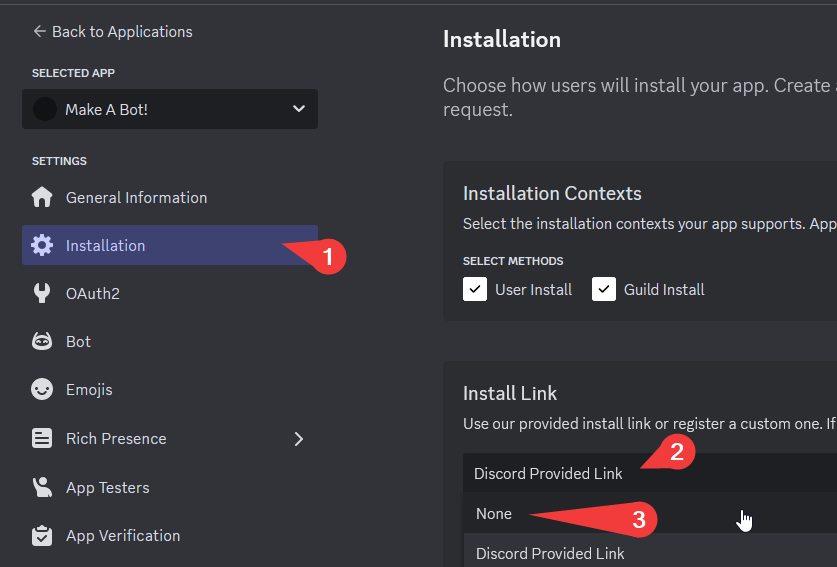 Back to Applications
SELECTED APP
Make A Bot!
SETTINGS
General Information
Installation
1
OAuth2
Bot
Emojis
Rich Presence
App Testers
App Verification
Installation
Choose how users will install your app. Create
request.
Installation Contexts
Select the installation contexts your app supports. App
SELECT METHODS
User Install Guild Install
Install Link
Use our provided install link or register a custom one. If
2
Discord Provided Link
None
3
Discord Provided Link